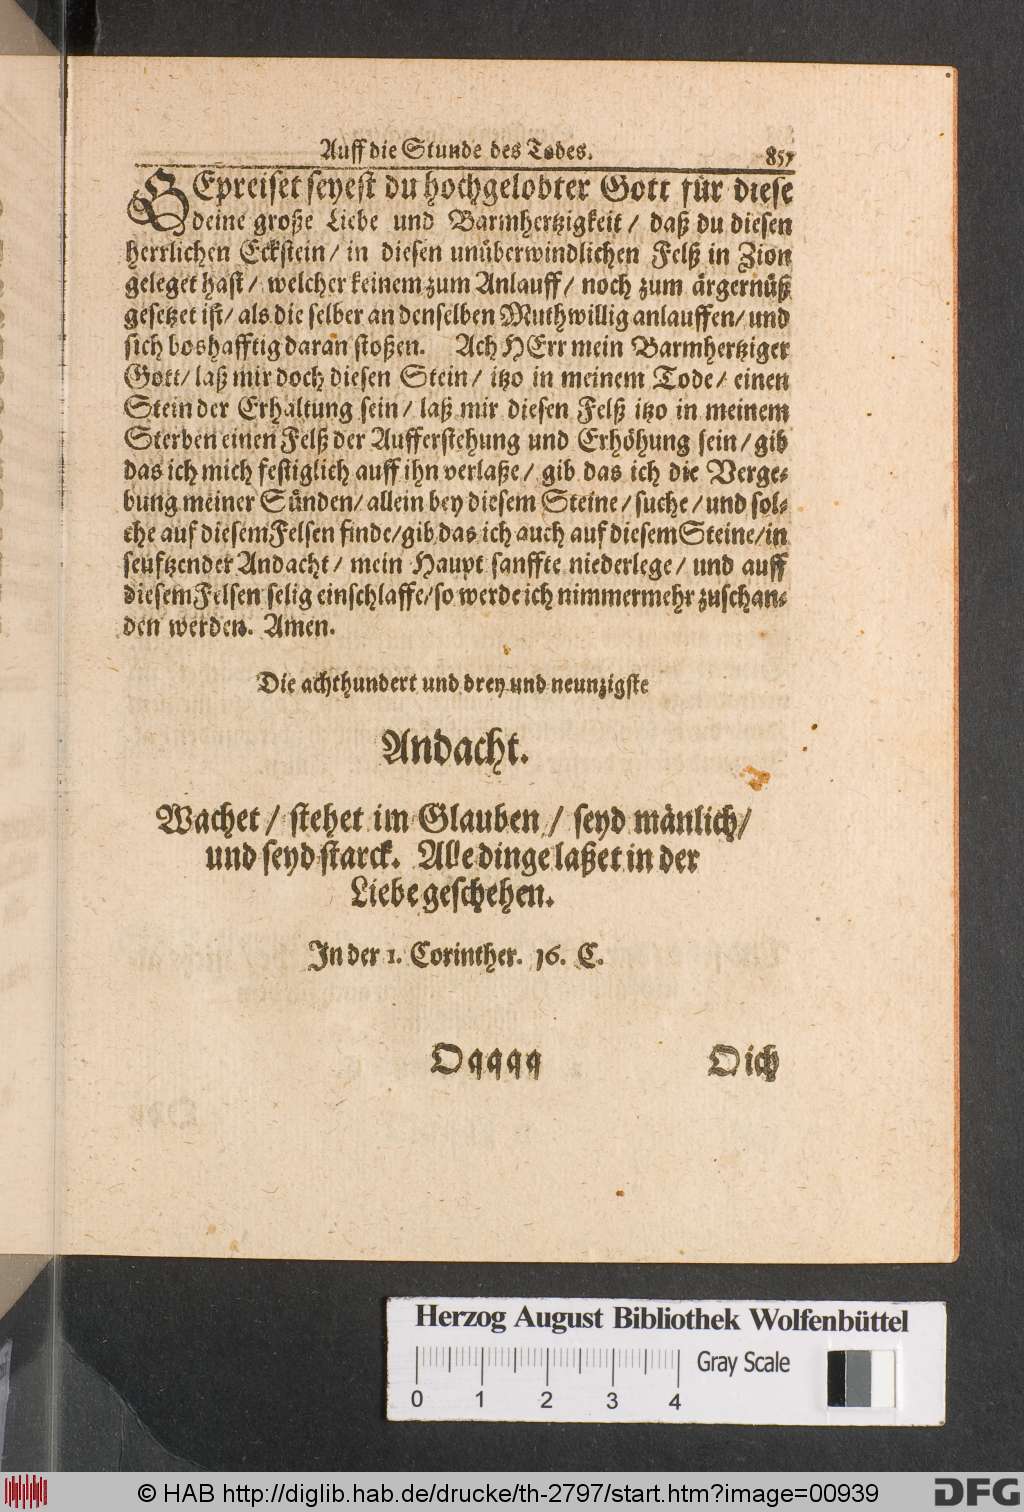 Auff die Stunde des Todes. 857
GEpreiset seyest du hochgelobter Gott für diese
deine große Liebe und Barmhertzigkeit / daß du diesen
herrlichen Eckstein / in diesen unüberwindlichen Felß in Zion
geleget hast / welcher keinem zum Anlauff / noch zum ärgernüß
gesetzet ist / als die selber an denselben Muthwillig anlauffen / und
sich boshafftig daran stoßen. Ach HErr mein Barmhertziger
Gott / laß mir doch diesen Stein / itzo in meinem Tode / einen
Stein der Erhaltung sein / laß mir diesen Felß itzo in meinem
Sterben einen Felß der Aufferstehung und Erhöhung sein / gib
das ich mich festiglich auff ihn verlaße / gib das ich die Verge-
bung meiner Sünden / allein bey diesem Steine / suche / und sol-
che auf diesem Felsen finde / gib das ich auch auf diesem Steine / in
seuftzender Andacht / mein Haupt sanffte niederlege / und auff
diesem Felsen selig einschlaffe / so werde ich nimmermehr zuschan-
den werden. Amen.
Die achthundert und drey und neunzigste
Andacht.
Wachet / stehet im Glauben / seyd mänlich /
und seyd starck. Alle dinge laßet in der
Liebe geschehen.
In der 1. Corinther. 16. C.
Oqqqq Dich
Herzog August Bibliothek Wolfenbüttel
Gray Scale
0 1 2 3 4
© HAB http://diglib.hab.de/drucke/th-2797/start.htm?image=00939
DFG